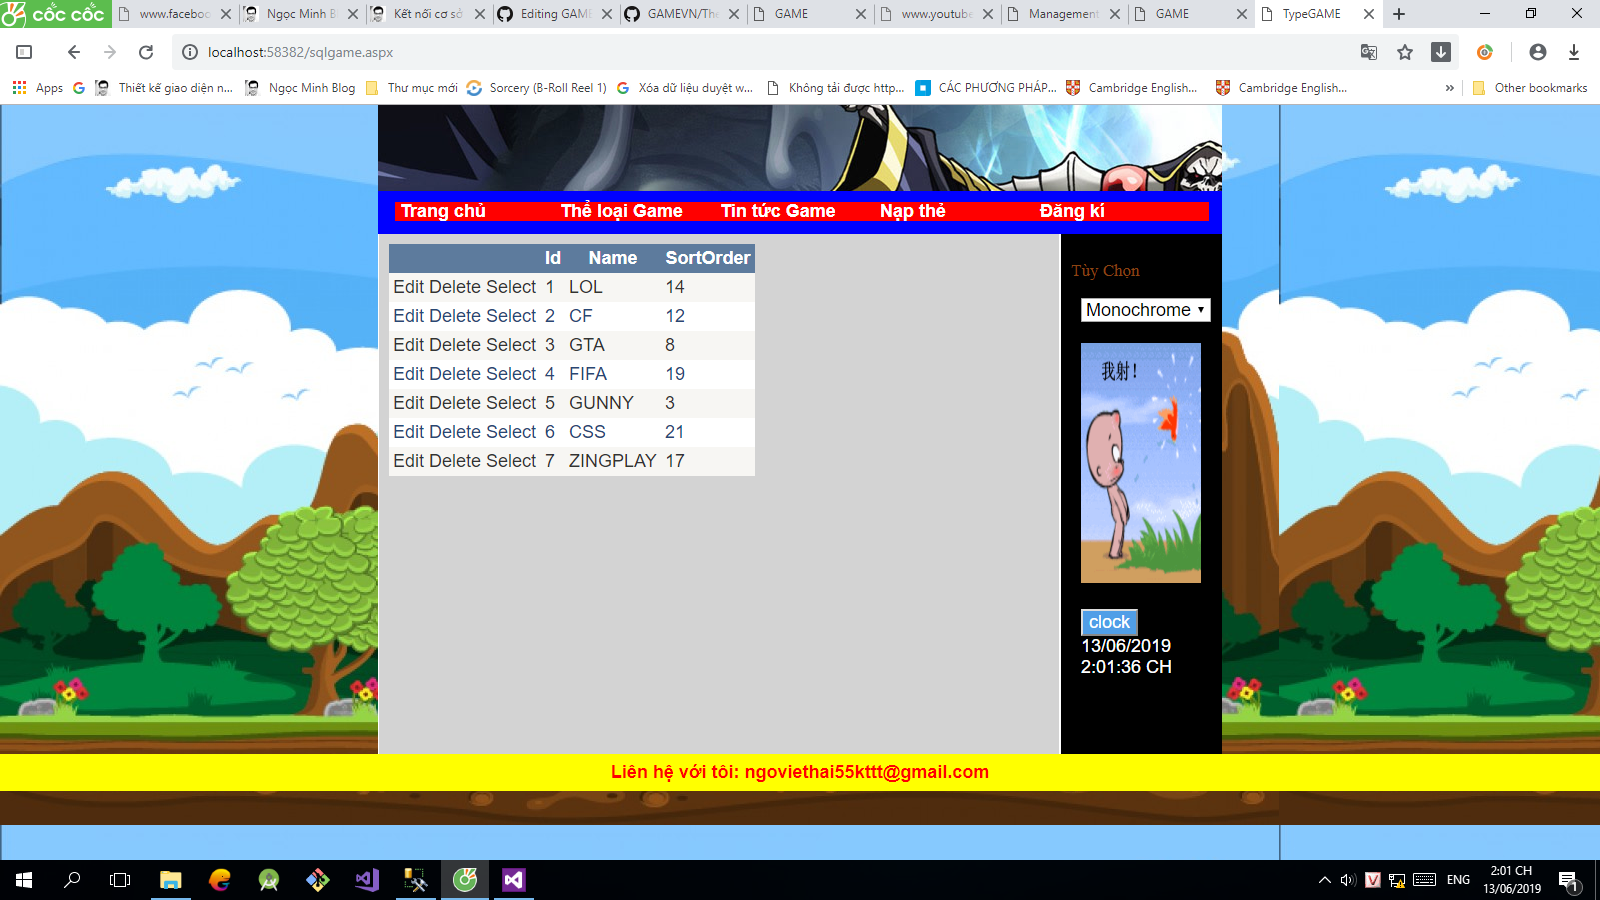 cốc cốc
www.faceboo
Ngọc Minh B
Kết nối cơ sở
Editing GAM
GAMEVN/The
GAME
www.youtube
Management
GAME
TypeGAME
localhost:58382/sqlgame.aspx
Apps
Thiết kế giao diện n...
Ngọc Minh Blog
Thư mục mới
Sorcery (B-Roll Reel 1)
Xóa dữ liệu duyệt w...
Không tải được http...
CÁC PHƯƠNG PHÁP...
Cambridge English...
Cambridge English...
Other bookmarks
Trang chủ Thể loại Game Tin tức Game Nạp thẻ Đăng kí
Id Name SortOrder
Edit Delete Select 1 LOL 14
Edit Delete Select 2 CF 12
Edit Delete Select 3 GTA 8
Edit Delete Select 4 FIFA 19
Edit Delete Select 5 GUNNY 3
Edit Delete Select 6 CSS 21
Edit Delete Select 7 ZINGPLAY 17
Tùy Chọn
Monochrome
我射!
clock
13/06/2019
2:01:36 CH
Liên hệ với tôi: ngoviethai55kttt@gmail.com
ENG
2:01 CH
13/06/2019
1